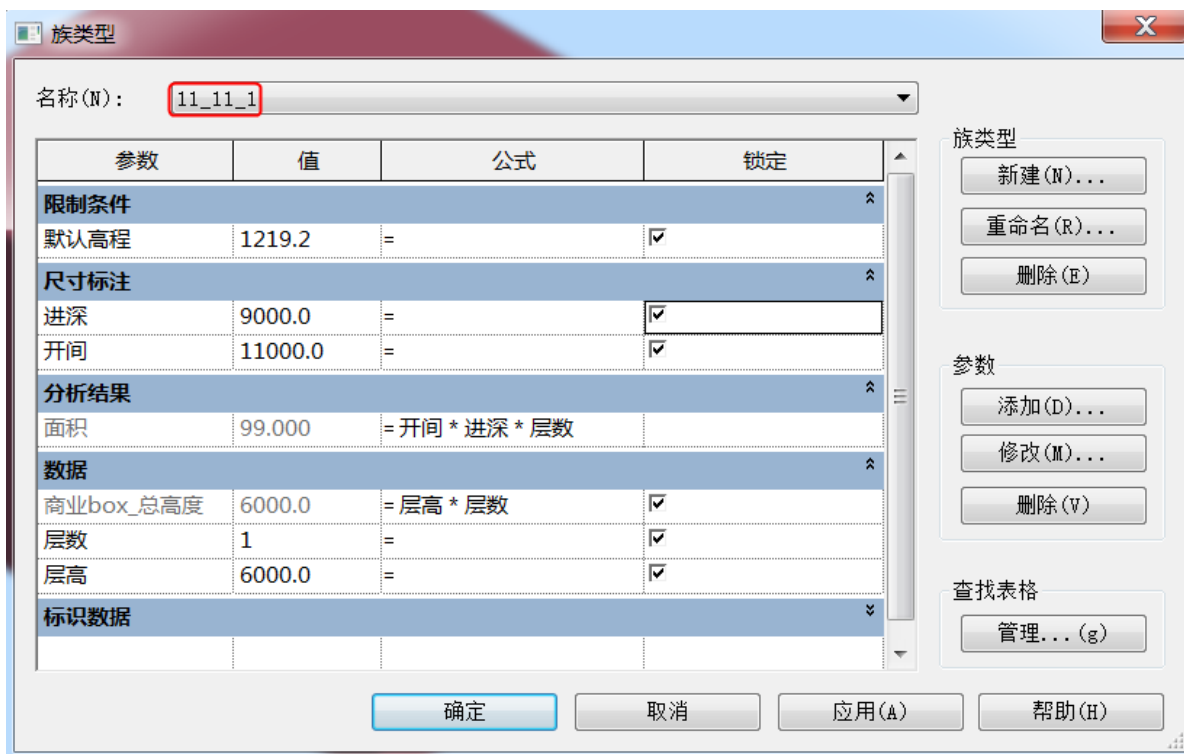 族类型
名称(N): 11_11_1
参数 值 公式 锁定
限制条件
默认高程 1219.2 =
尺寸标注
进深 9000.0 =
开间 11000.0 =
分析结果
面积 99.000 =开间 * 进深 * 层数
数据
商业box_总高度 6000.0 =层高 * 层数
层数 1 =
层高 6000.0 =
标识数据
族类型
新建(N)...
重命名(R)...
删除(E)
参数
添加(D)...
修改(M)...
删除(V)
查找表格
管理...(g)
确定 取消 应用(A) 帮助(H)